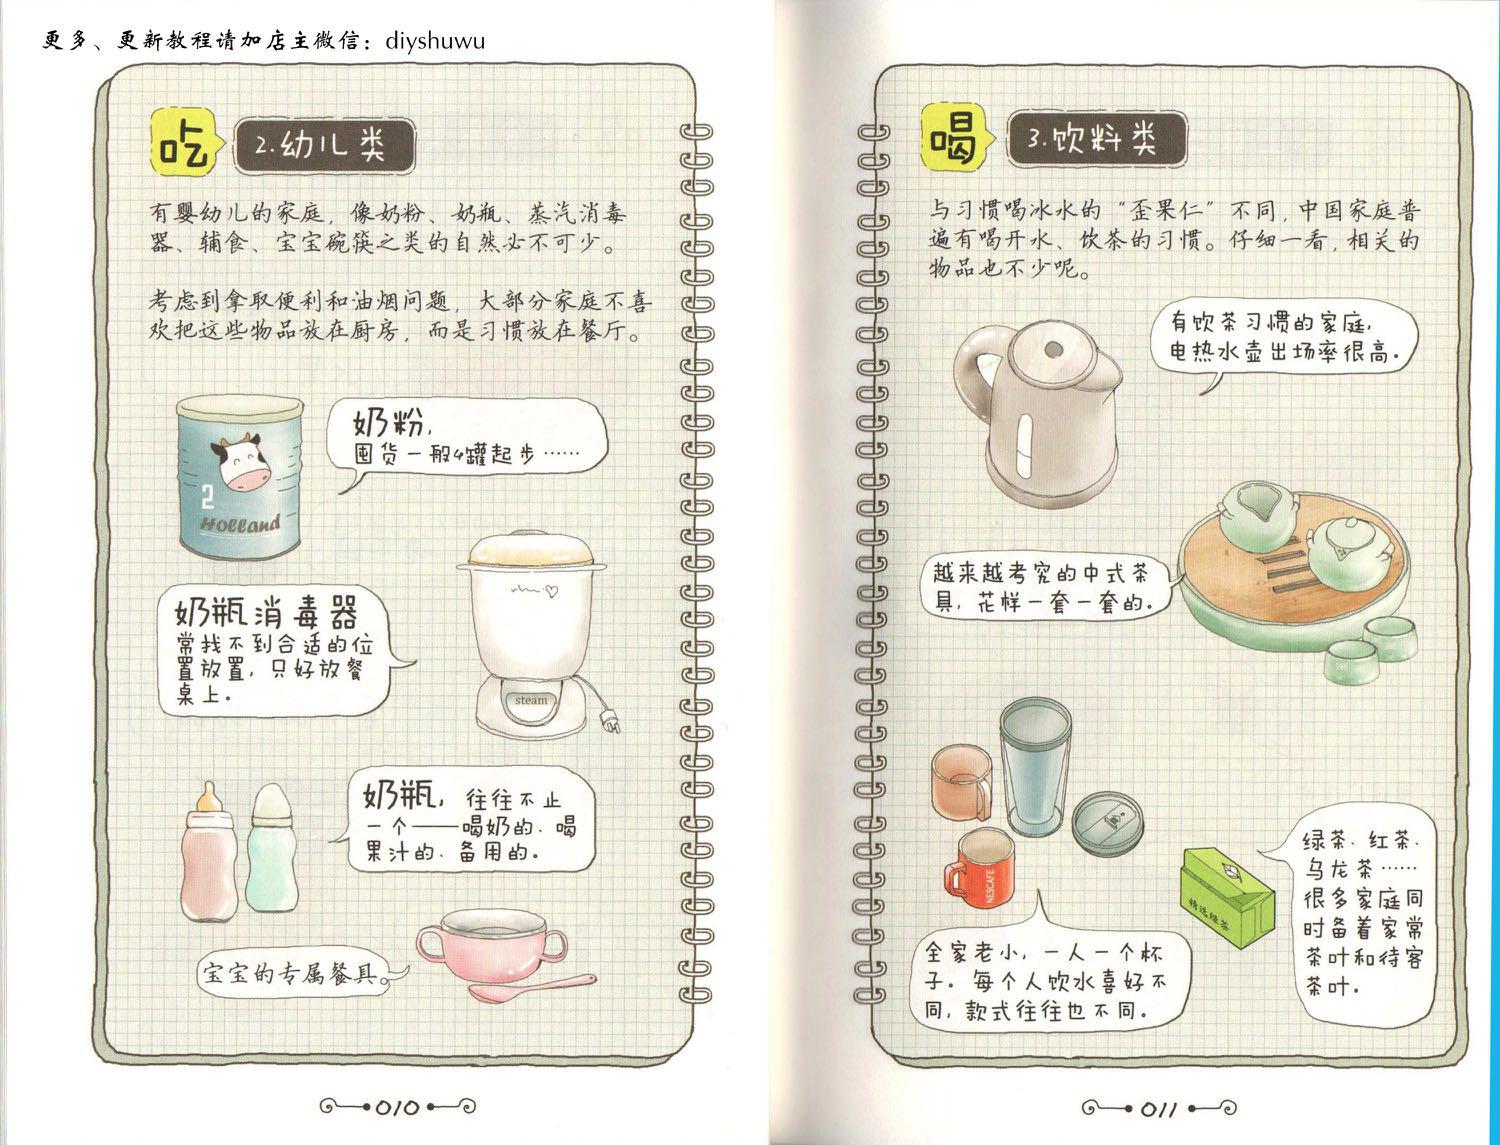 更多、更新教程请加店主微信：diyshuwu
吃
2.幼儿类
有婴幼儿的家庭，像奶粉、奶瓶、蒸汽消毒
器、辅食、宝宝碗筷之类的自然必不可少。
考虑到拿取便利和油烟问题，大部分家庭不喜
欢把这些物品放在厨房，而是习惯放在餐厅。
奶粉，
囤货一般4罐起步……
2
Holland
奶瓶消毒器
常找不到合适的位
置放置，只好放餐
桌上。
steam
奶瓶，往往不止
一个——喝奶的、喝
果汁的、备用的。
宝宝的专属餐具。
010
喝
3.饮料类
与习惯喝冰水的“歪果仁”不同，中国家庭普
遍有喝开水、饮茶的习惯。仔细一看，相关的
物品也不少呢。
有饮茶习惯的家庭，
电热水壶出场率很高。
越来越考究的中式茶
具，花样一套一套的。
NESCAFE
精选绿茶
绿茶、红茶、
乌龙茶……
很多家庭同
时备着家常
茶叶和待客
茶叶。
全家老小，一人一个杯
子。每个人饮水喜好不
同，款式往往也不同。
011